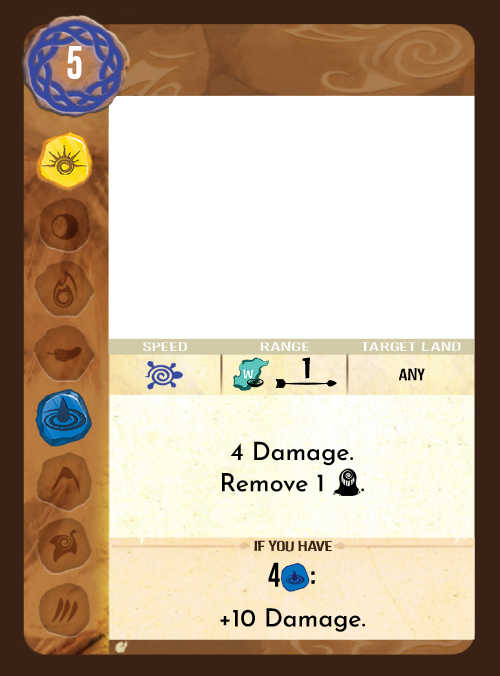 5
SPEED RANGE TARGET LAND
W 1 ANY
4 Damage.
Remove 1 .
IF YOU HAVE
4 :
+10 Damage.